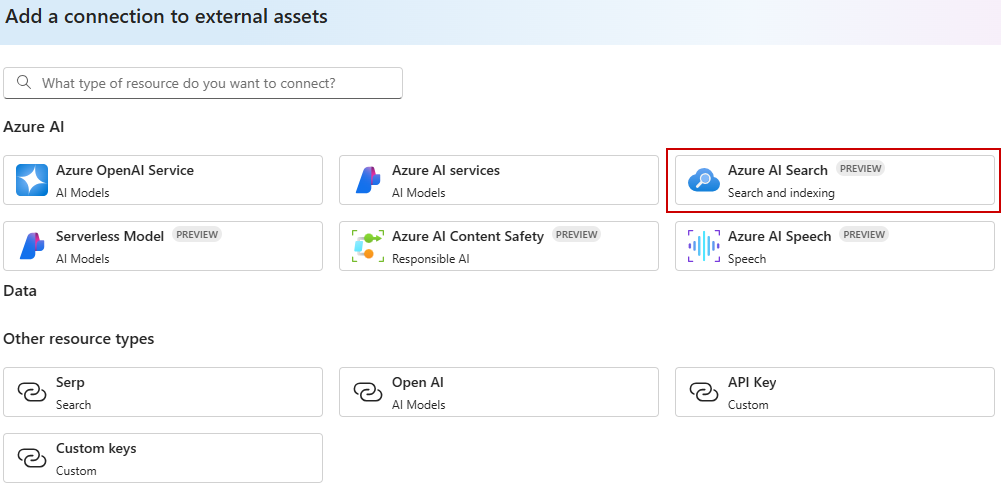 Add a connection to external assets
What type of resource do you want to connect?
Azure AI
Azure OpenAI Service
AI Models
Azure AI services
AI Models
Azure AI Search PREVIEW
Search and indexing
Serverless Model PREVIEW
AI Models
Azure AI Content Safety PREVIEW
Responsible AI
Azure AI Speech PREVIEW
Speech
Data
Other resource types
Serp
Search
Open AI
AI Models
API Key
Custom
Custom keys
Custom